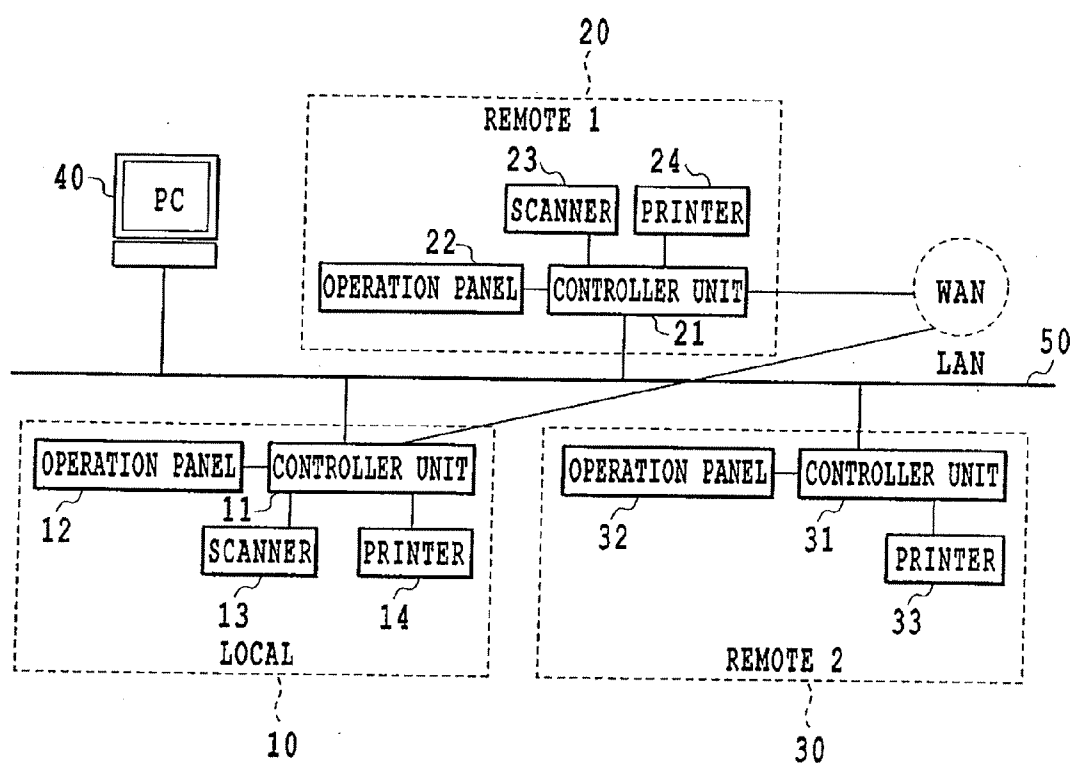 20
REMOTE 1
40
PC
23
24
SCANNER
PRINTER
22
OPERATION PANEL
CONTROLLER UNIT
21
WAN
LAN
50
OPERATION PANEL
CONTROLLER UNIT
12
11
SCANNER
PRINTER
13
14
LOCAL
10
OPERATION PANEL
CONTROLLER UNIT
32
31
PRINTER
33
REMOTE 2
30